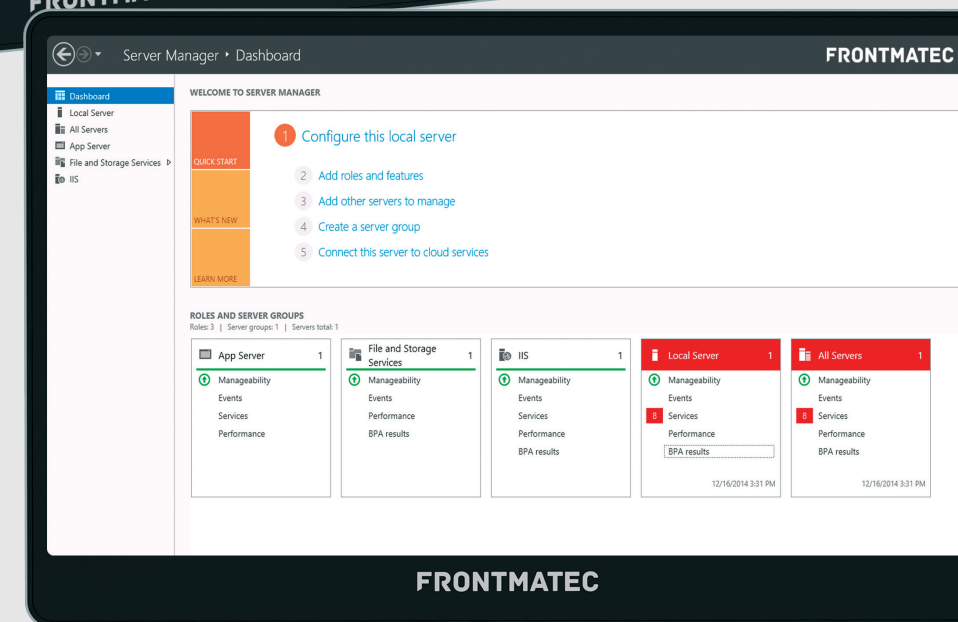 FRONTMATEC
Server Manager • Dashboard
FRONTMATEC
Dashboard
Local Server
All Servers
App Server
File and Storage Services
IIS
WELCOME TO SERVER MANAGER
QUICK START
WHAT'S NEW
LEARN MORE
1 Configure this local server
2 Add roles and features
3 Add other servers to manage
4 Create a server group
5 Connect this server to cloud services
ROLES AND SERVER GROUPS
Roles: 3 | Server groups: 1 | Servers total: 1
App Server 1
Manageability
Events
Services
Performance
File and Storage
Services 1
Manageability
Events
Performance
BPA results
IIS 1
Manageability
Events
Services
Performance
BPA results
Local Server 1
Manageability
Events
8 Services
Performance
BPA results
12/16/2014 3:31 PM
All Servers 1
Manageability
Events
8 Services
Performance
BPA results
12/16/2014 3:31 PM
FRONTMATEC